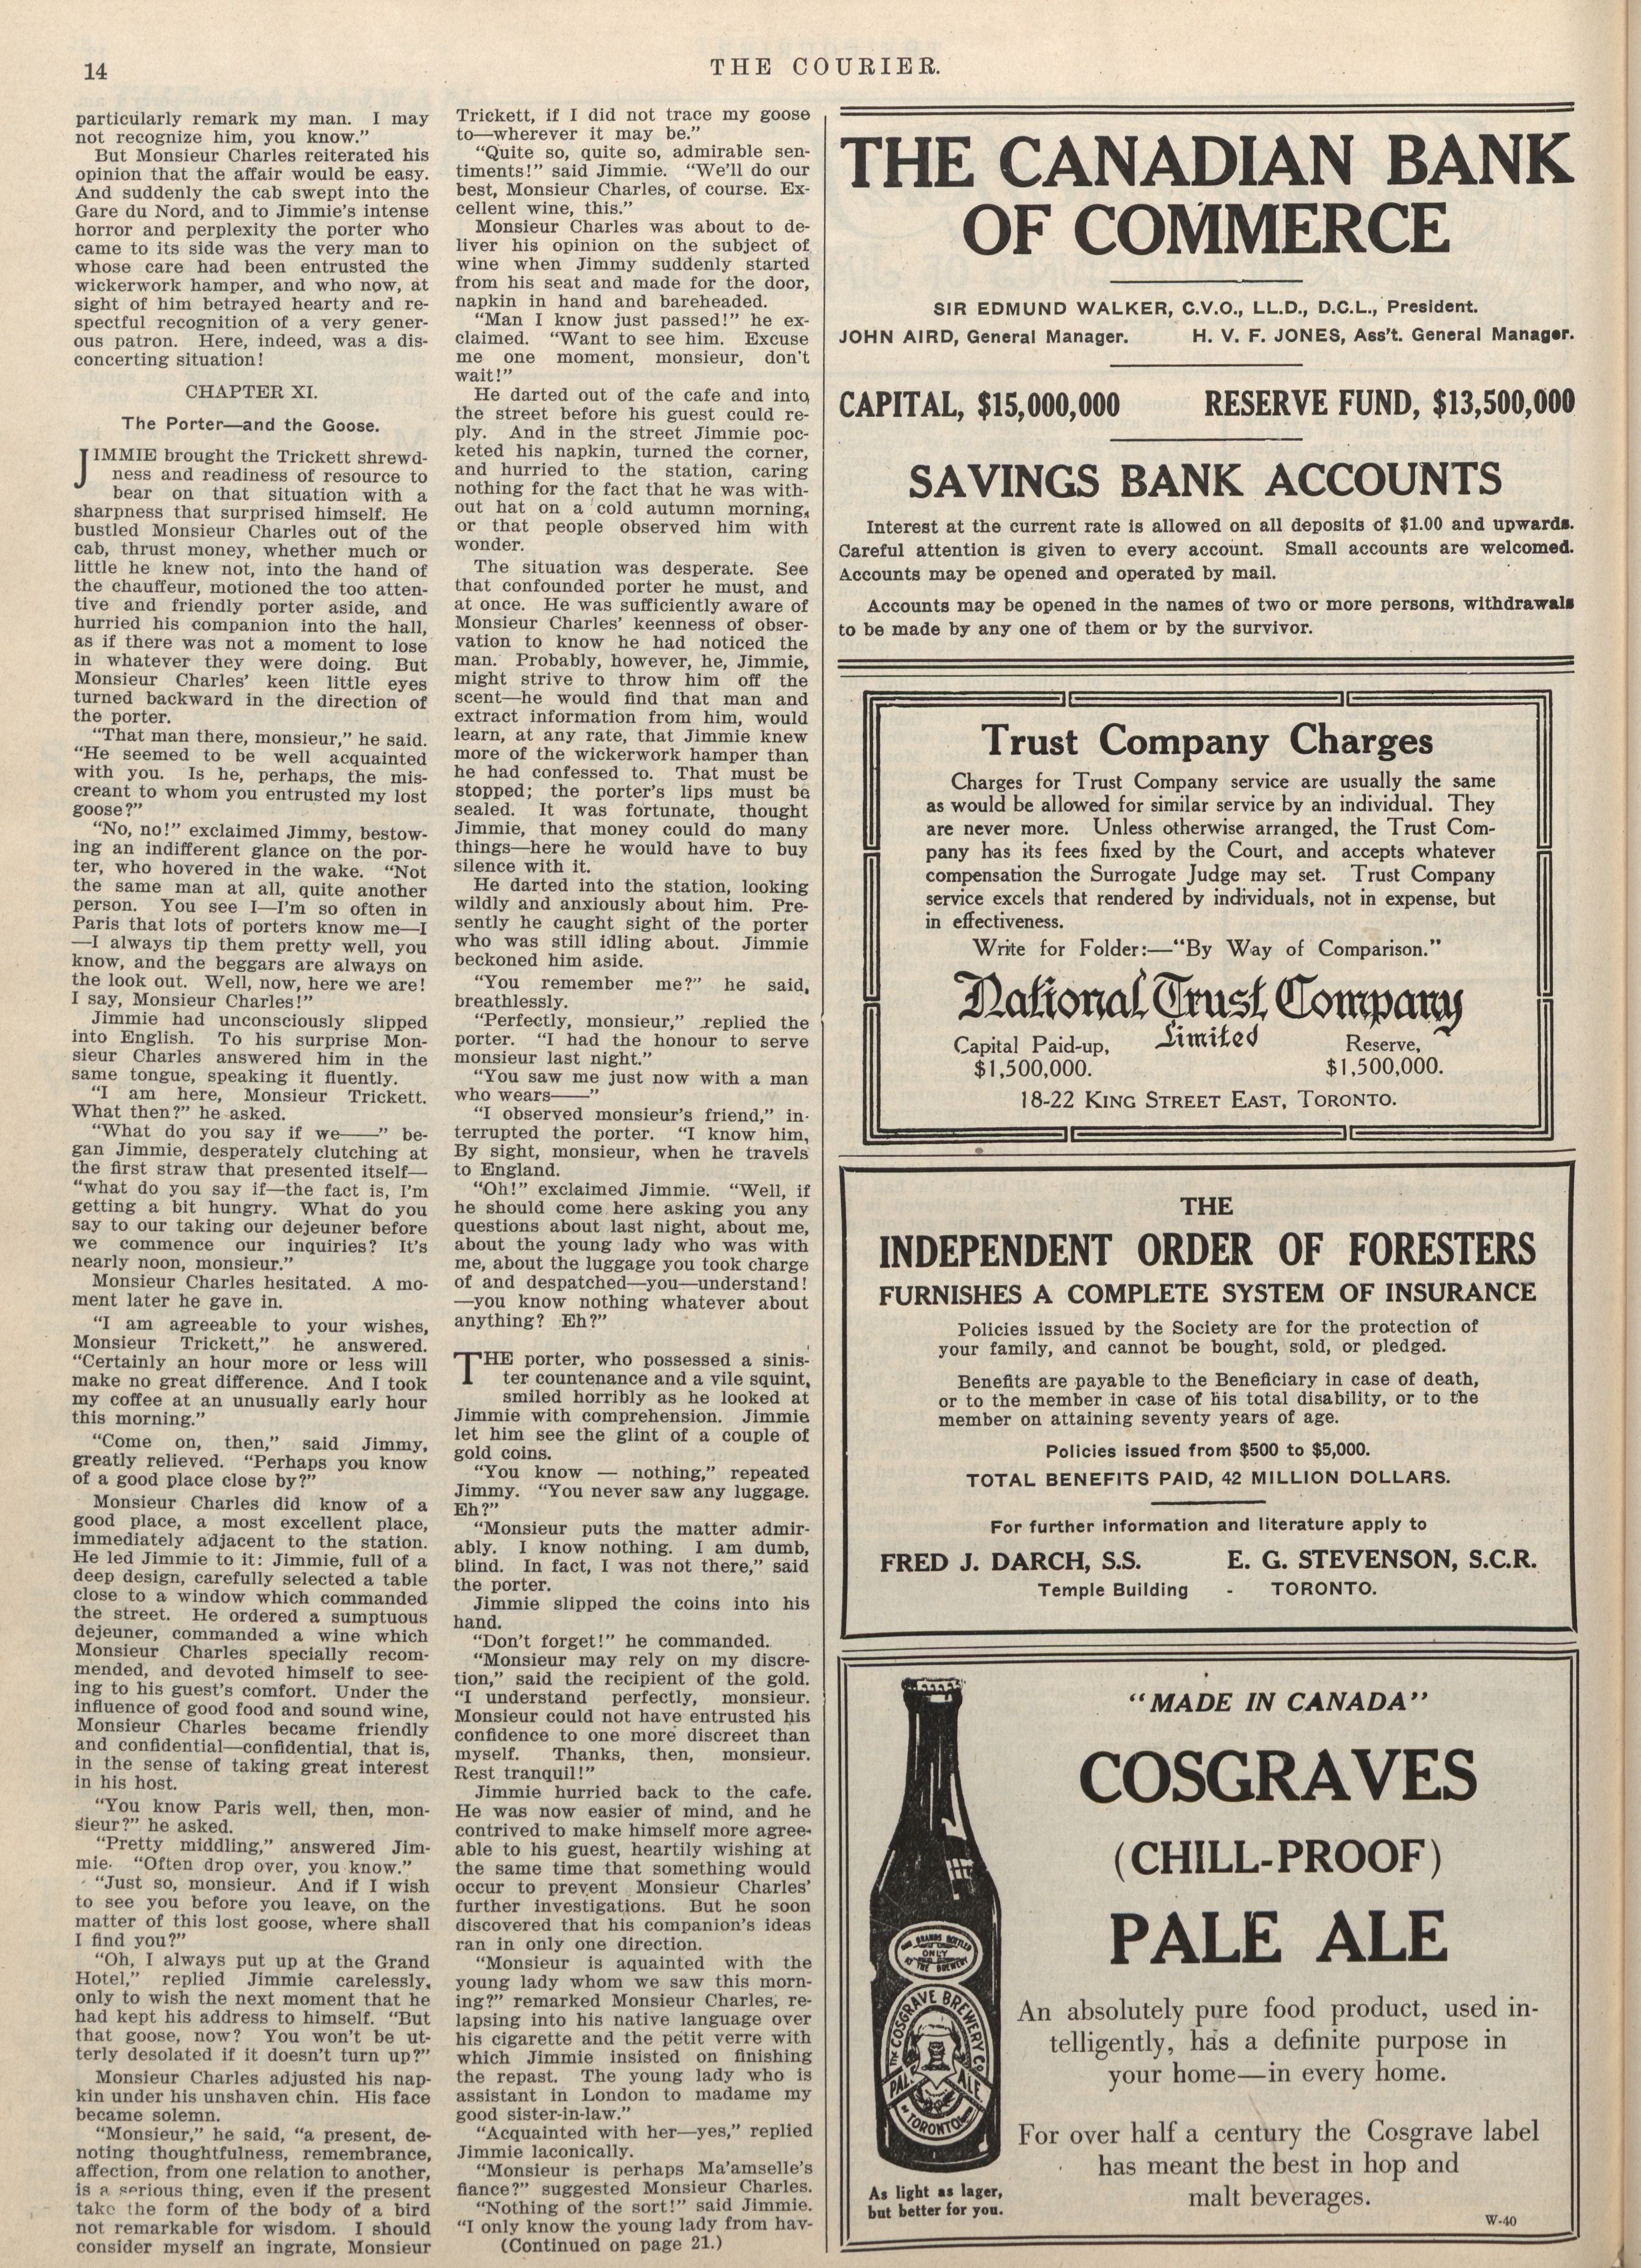 14
THE COURIER.
particularly remark my man. I may
not recognize him, you know.”
But Monsieur Charles reiterated his
opinion that the affair would be easy.
And suddenly the cab swept into the
Gare du Nord, and to Jimmie's intense
horror and perplexity the porter who
came to its side was the very man to
whose care had been entrusted the
wickerwork hamper, and who now, at
sight of him betrayed hearty and re-
spectful recognition of a very gener-
ous patron. Here, indeed, was a dis-
concerting situation!
CHAPTER XI.
The Porter—and the Goose.
JIMMIE brought the Trickett shrewd-
ness and readiness of resource to
bear on that situation with a
sharpness that surprised himself. He
bustled Monsieur Charles out of the
cab, thrust money, whether much or
little he knew not, into the hand of
the chauffeur, motioned the too atten-
tive and friendly porter aside, and
hurried his companion into the hall,
as if there was not a moment to lose
in whatever they were doing. But
Monsieur Charles' keen little eyes
turned backward in the direction of
the porter.
“That man there, monsieur,” he said.
“He seemed to be well acquainted
with you. Is he, perhaps, the mis-
creant to whom you entrusted my lost
goose?”
“No, no!” exclaimed Jimmy, bestow-
ing an indifferent glance on the por-
ter, who hovered in the wake. “Not
the same man at all, quite another
person. You see I—I'm so often in
Paris that lots of porters know me—I
—I always tip them pretty well, you
know, and the beggars are always on
the look out. Well, now, here we are!
I say, Monsieur Charles!”
Jimmie had unconsciously slipped
into English. To his surprise Mon-
sieur Charles answered him in the
same tongue, speaking it fluently.
“I am here, Monsieur Trickett.
What then?” he asked.
“What do you say if we——” be-
gan Jimmie, desperately clutching at
the first straw that presented itself—
“what do you say if—the fact is, I'm
getting a bit hungry. What do you
say to our taking our dejeuner before
we commence our inquiries? It's
nearly noon, monsieur.”
Monsieur Charles hesitated. A mo-
ment later he gave in.
“I am agreeable to your wishes,
Monsieur Trickett,” he answered.
“Certainly an hour more or less will
make no great difference. And I took
my coffee at an unusually early hour
this morning.”
“Come on, then,” said Jimmy,
greatly relieved. “Perhaps you know
of a good place close by?”
Monsieur Charles did know of a
good place, a most excellent place,
immediately adjacent to the station.
He led Jimmie to it: Jimmie, full of a
deep design, carefully selected a table
close to a window which commanded
the street. He ordered a sumptuous
dejeuner, commanded a wine which
Monsieur Charles specially recom-
mended, and devoted himself to see-
ing to his guest's comfort. Under the
influence of good food and sound wine,
Monsieur Charles became friendly
and confidential—confidential, that is,
in the sense of taking great interest
in his host.
“You know Paris well, then, mon-
sieur?” he asked.
“Pretty middling,” answered Jim-
mie. “Often drop over, you know.”
“Just so, monsieur. And if I wish
to see you before you leave, on the
matter of this lost goose, where shall
I find you?”
“Oh, I always put up at the Grand
Hotel,” replied Jimmie carelessly,
only to wish the next moment that he
had kept his address to himself. “But
that goose, now? You won't be ut-
terly desolated if it doesn't turn up?”
Monsieur Charles adjusted his nap-
kin under his unshaven chin. His face
became solemn.
“Monsieur,” he said, “a present, de-
noting thoughtfulness, remembrance,
affection, from one relation to another,
is a serious thing, even if the present
take the form of the body of a bird
not remarkable for wisdom. I should
consider myself an ingrate, Monsieur
Trickett, if I did not trace my goose
to—wherever it may be.”
“Quite so, quite so, admirable sen-
timents!” said Jimmie. “We'll do our
best, Monsieur Charles, of course. Ex-
cellent wine, this.”
Monsieur Charles was about to de-
liver his opinion on the subject of
wine when Jimmy suddenly started
from his seat and made for the door,
napkin in hand and bareheaded.
“Man I know just passed!” he ex-
claimed. “Want to see him. Excuse
me one moment, monsieur, don't
wait!”
He darted out of the cafe and into
the street before his guest could re-
ply. And in the street Jimmie poc-
keted his napkin, turned the corner,
and hurried to the station, caring
nothing for the fact that he was with-
out hat on a cold autumn morning,
or that people observed him with
wonder.
The situation was desperate. See
that confounded porter he must, and
at once. He was sufficiently aware of
Monsieur Charles' keenness of obser-
vation to know he had noticed the
man. Probably, however, he, Jimmie,
might strive to throw him off the
scent—he would find that man and
extract information from him, would
learn, at any rate, that Jimmie knew
more of the wickerwork hamper than
he had confessed to. That must be
stopped; the porter's lips must be
sealed. It was fortunate, thought
Jimmie, that money could do many
things—here he would have to buy
silence with it.
He darted into the station, looking
wildly and anxiously about him. Pre-
sently he caught sight of the porter
who was still idling about. Jimmie
beckoned him aside.
“You remember me?” he said,
breathlessly.
“Perfectly, monsieur,” replied the
porter. “I had the honour to serve
monsieur last night.”
“You saw me just now with a man
who wears——”
“I observed monsieur's friend,” in-
terrupted the porter. “I know him,
By sight, monsieur, when he travels
to England.
“Oh!” exclaimed Jimmie. “Well, if
he should come here asking you any
questions about last night, about me,
about the young lady who was with
me, about the luggage you took charge
of and despatched—you—understand!
—you know nothing whatever about
anything? Eh?”
THE porter, who possessed a sinis-
ter countenance and a vile squint,
smiled horribly as he looked at
Jimmie with comprehension. Jimmie
let him see the glint of a couple of
gold coins.
“You know — nothing,” repeated
Jimmy. “You never saw any luggage.
Eh?”
“Monsieur puts the matter admir-
ably. I know nothing. I am dumb,
blind. In fact, I was not there,” said
the porter.
Jimmie slipped the coins into his
hand.
“Don't forget!” he commanded.
“Monsieur may rely on my discre-
tion,” said the recipient of the gold.
“I understand perfectly, monsieur.
Monsieur could not have entrusted his
confidence to one more discreet than
myself. Thanks, then, monsieur.
Rest tranquil!”
Jimmie hurried back to the cafe.
He was now easier of mind, and he
contrived to make himself more agree-
able to his guest, heartily wishing at
the same time that something would
occur to prevent Monsieur Charles'
further investigations. But he soon
discovered that his companion's ideas
ran in only one direction.
“Monsieur is aquainted with the
young lady whom we saw this morn-
ing?” remarked Monsieur Charles, re-
lapsing into his native language over
his cigarette and the petit verre with
which Jimmie insisted on finishing
the repast. The young lady who is
assistant in London to madame my
good sister-in-law.”
“Acquainted with her—yes,” replied
Jimmie laconically.
“Monsieur is perhaps Ma'amselle's
fiance?” suggested Monsieur Charles.
“Nothing of the sort!” said Jimmie.
“I only know the young lady from hav-
(Continued on page 21.)
THE CANADIAN BANK
OF COMMERCE
SIR EDMUND WALKER, C.V.O., LL.D., D.C.L., President.
JOHN AIRD, General Manager. H. V. F. JONES, Ass't. General Manager.
CAPITAL, $15,000,000 RESERVE FUND, $13,500,000
SAVINGS BANK ACCOUNTS
Interest at the current rate is allowed on all deposits of $1.00 and upwards.
Careful attention is given to every account. Small accounts are welcomed.
Accounts may be opened and operated by mail.
Accounts may be opened in the names of two or more persons, withdrawals
to be made by any one of them or by the survivor.
Trust Company Charges
Charges for Trust Company service are usually the same
as would be allowed for similar service by an individual. They
are never more. Unless otherwise arranged, the Trust Com-
pany has its fees fixed by the Court, and accepts whatever
compensation the Surrogate Judge may set. Trust Company
service excels that rendered by individuals, not in expense, but
in effectiveness.
Write for Folder:—“By Way of Comparison.”
National Trust Company
Limited
Capital Paid-up, Reserve,
$1,500,000. $1,500,000.
18-22 KING STREET EAST, TORONTO.
THE
INDEPENDENT ORDER OF FORESTERS
FURNISHES A COMPLETE SYSTEM OF INSURANCE
Policies issued by the Society are for the protection of
your family, and cannot be bought, sold, or pledged.
Benefits are payable to the Beneficiary in case of death,
or to the member in case of his total disability, or to the
member on attaining seventy years of age.
Policies issued from $500 to $5,000.
TOTAL BENEFITS PAID, 42 MILLION DOLLARS.
For further information and literature apply to
FRED J. DARCH, S.S. E. G. STEVENSON, S.C.R.
Temple Building - TORONTO.
“MADE IN CANADA”
COSGRAVES
(CHILL-PROOF)
PALE ALE
An absolutely pure food product, used in-
telligently, has a definite purpose in
your home—in every home.
For over half a century the Cosgrave label
has meant the best in hop and
malt beverages.
W-40
OUR BRANDS BOTTLED
ONLY
AT THE BREWERY
THE COSGRAVE BREWERY CO
PALE ALE
TORONTO
As light as lager,
but better for you.